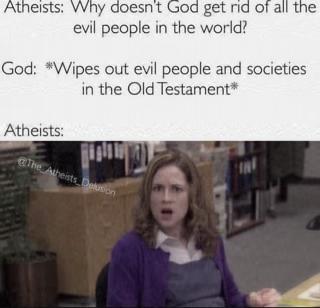 Atheists: Why doesn't God get rid of all the
evil people in the world?
God: *Wipes out evil people and societies
in the Old Testament*
Atheists:
@The_Atheists_Delusion